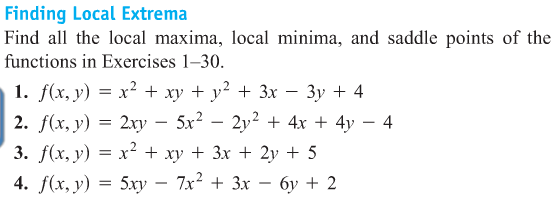 Finding Local Extrema
Find all the local maxima, local minima, and saddle points of the
functions in Exercises 1–30.
1. f(x, y) = x² + xy + y² + 3x − 3y + 4
2. f(x, y) = 2xy − 5x² − 2y² + 4x + 4y − 4
3. f(x, y) = x² + xy + 3x + 2y + 5
4. f(x, y) = 5xy − 7x² + 3x − 6y + 2